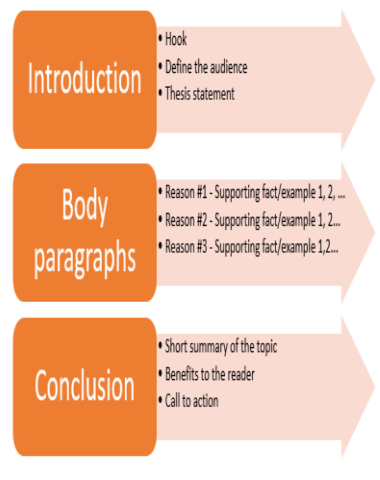 Introduction
• Hook
• Define the audience
• Thesis statement
Body
paragraphs
• Reason #1 - Supporting fact/example 1, 2, ...
• Reason #2 - Supporting fact/example 1, 2...
• Reason #3 - Supporting fact/example 1,2...
Conclusion
• Short summary of the topic
• Benefits to the reader
• Call to action